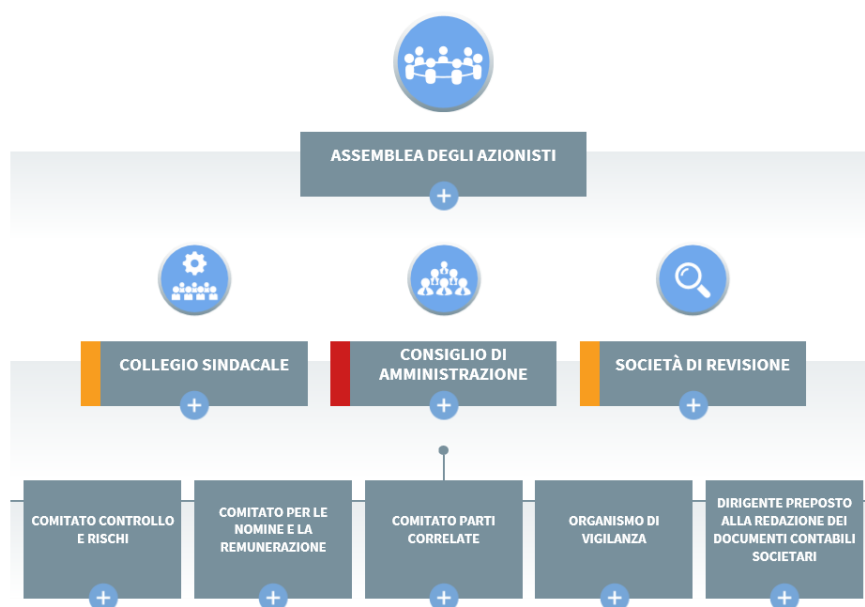 ASSEMBLEA DEGLI AZIONISTI
COLLEGIO SINDACALE
CONSIGLIO DI
AMMINISTRAZIONE
SOCIETÀ DI REVISIONE
COMITATO CONTROLLO
E RISCHI
COMITATO PER LE
NOMINE E LA
REMUNERAZIONE
COMITATO PARTI
CORRELATE
ORGANISMO DI
VIGILANZA
DIRIGENTE PREPOSTO
ALLA REDAZIONE DEI
DOCUMENTI CONTABILI
SOCIETARI